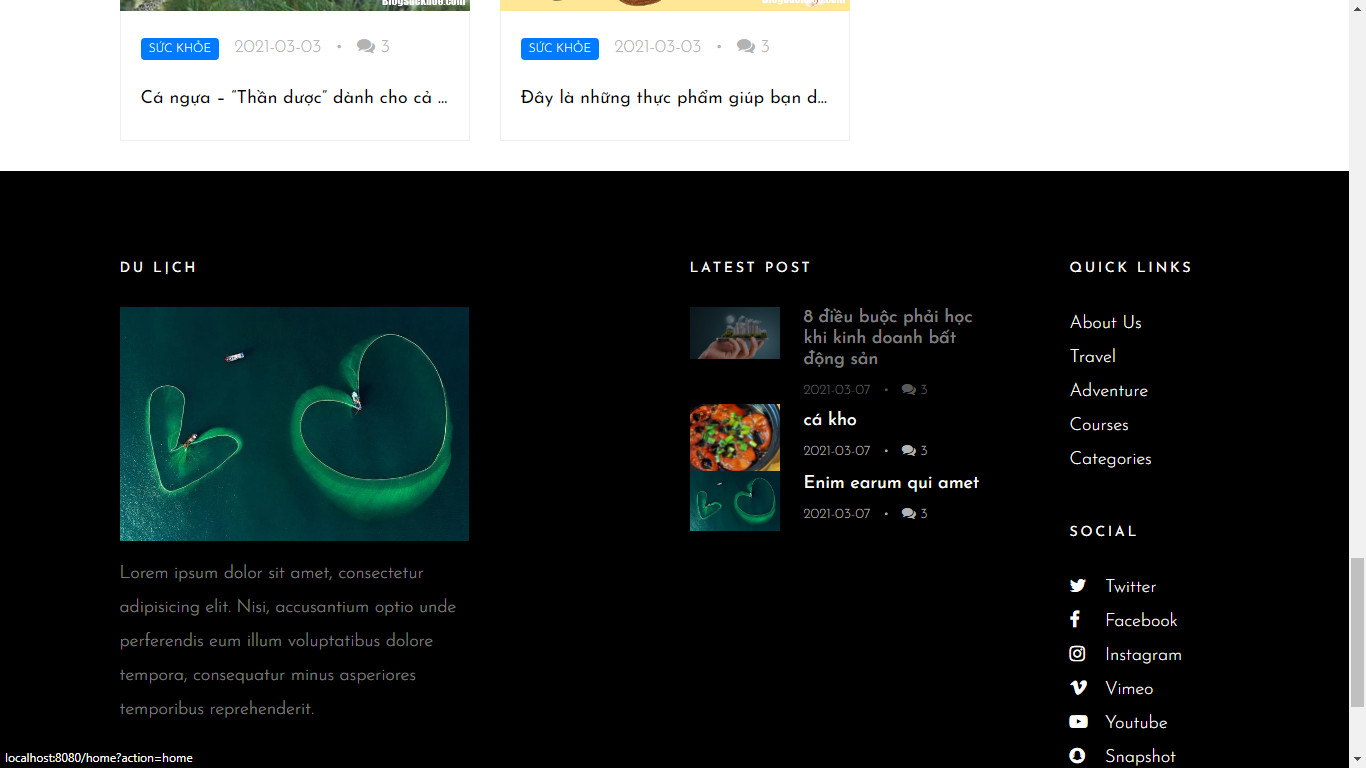 BlogSucKhoe.com
SỨC KHỎE 2021-03-03 • 3
Cá ngựa – “Thần dược” dành cho cả ...
SỨC KHỎE 2021-03-03 • 3
Đây là những thực phẩm giúp bạn d...
DU LỊCH
Lorem ipsum dolor sit amet, consectetur
adipisicing elit. Nisi, accusantium optio unde
perferendis eum illum voluptatibus dolore
tempora, consequatur minus asperiores
temporibus reprehenderit.
LATEST POST
8 điều buộc phải học
khi kinh doanh bất
động sản
2021-03-07 • 3
cá kho
2021-03-07 • 3
Enim earum qui amet
2021-03-07 • 3
QUICK LINKS
About Us
Travel
Adventure
Courses
Categories
SOCIAL
Twitter
Facebook
Instagram
Vimeo
Youtube
Snapshot
localhost:8080/home?action=home